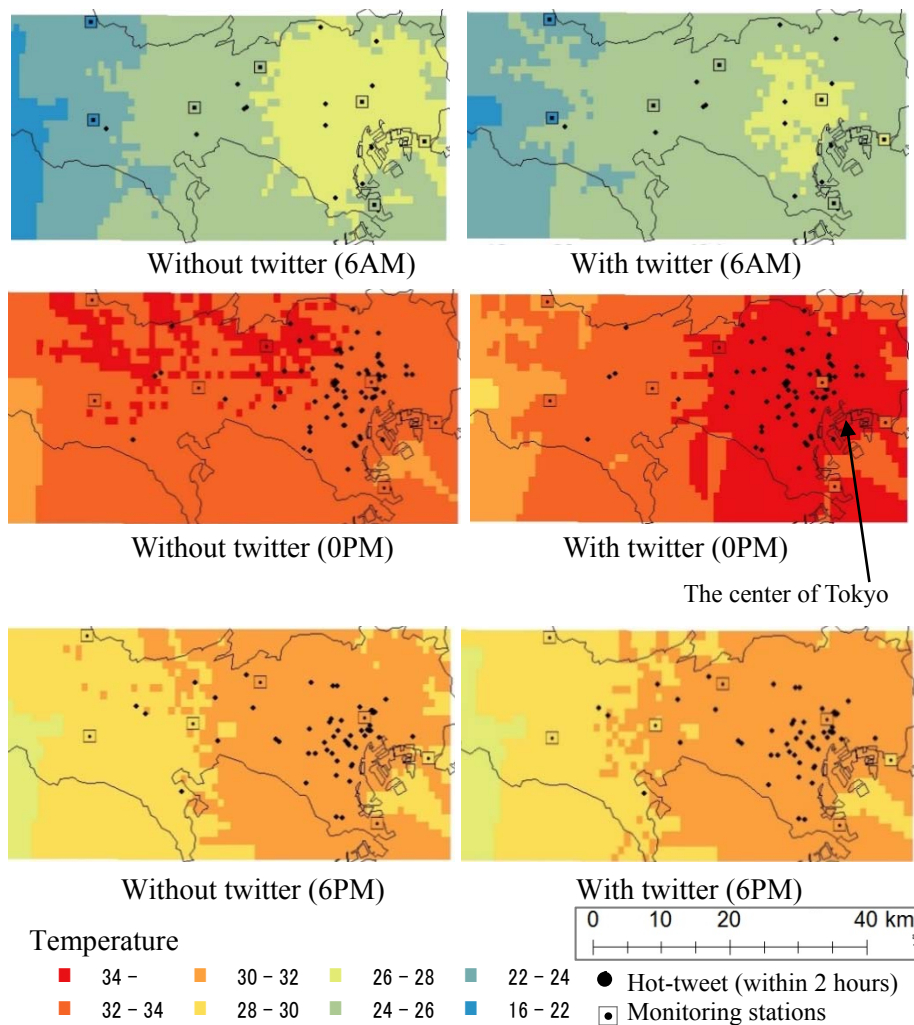 Without twitter (6AM)
With twitter (6AM)
Without twitter (0PM)
With twitter (0PM)
The center of Tokyo
Without twitter (6PM)
With twitter (6PM)
0 10 20 40 km
Temperature
34 -
30 - 32
26 - 28
22 - 24
Hot-tweet (within 2 hours)
32 - 34
28 - 30
24 - 26
16 - 22
Monitoring stations